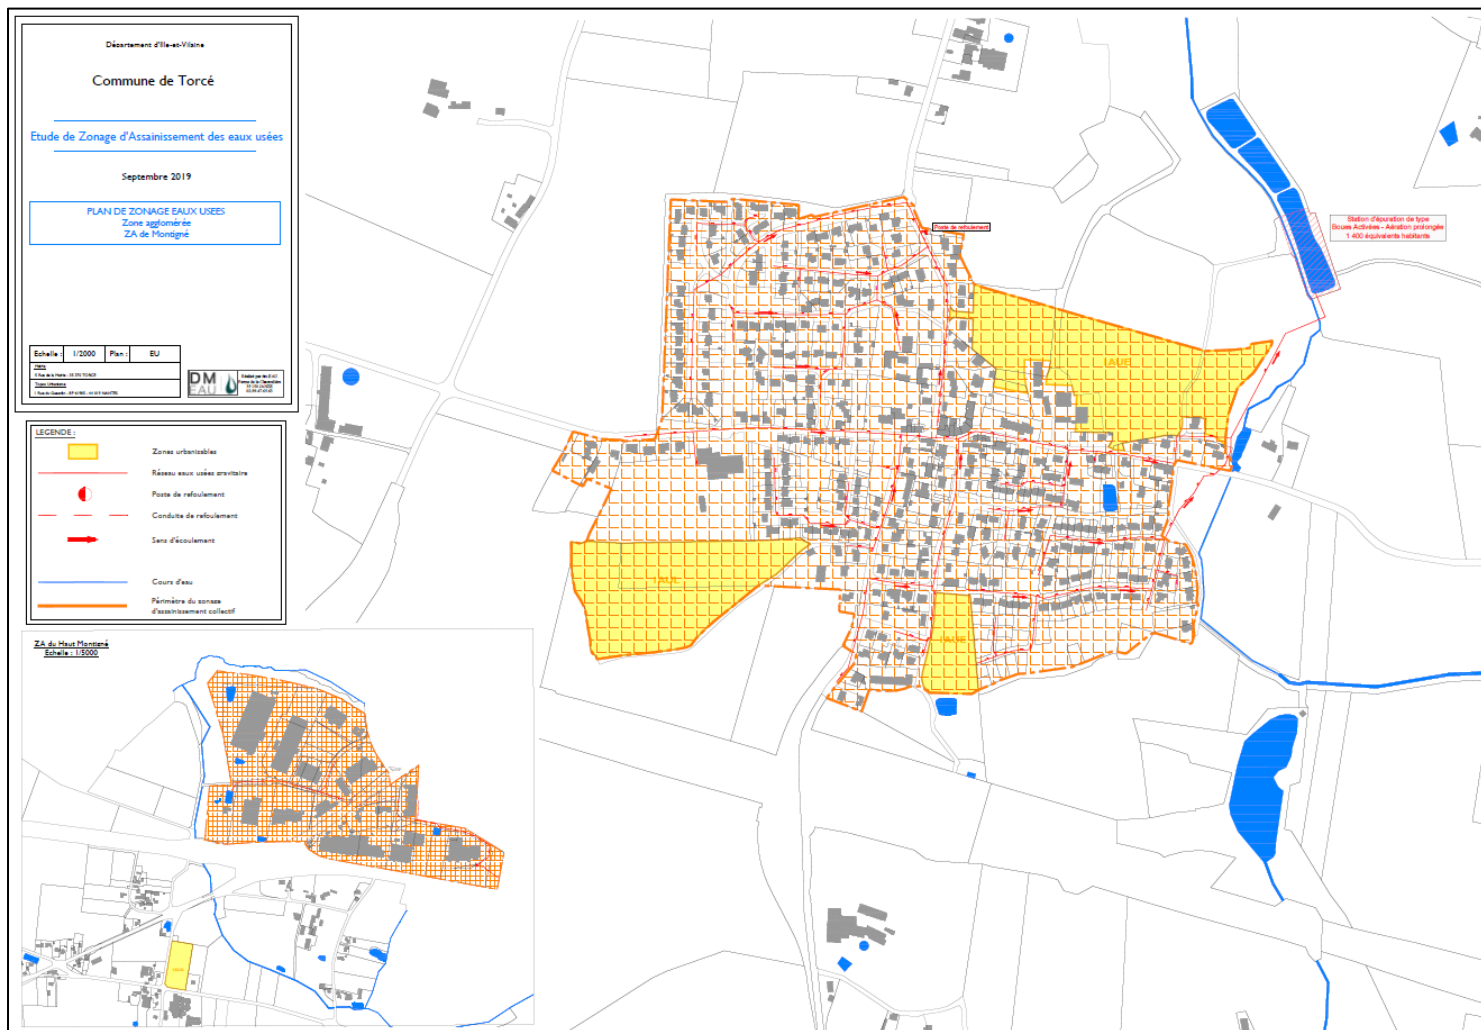 Département d'Ille-et-Vilaine
Commune de Torcé
Etude de Zonage d'Assainissement des eaux usées
Septembre 2019
PLAN DE ZONAGE EAUX USEES
Zone agglomérée
ZA de Montigné
Echelle : 1/2000 Plan : EU
DM EAU
LEGENDE :
Zones urbanisables
Réseau eaux usées gravitaire
Poste de refoulement
Conduite de refoulement
Sens d'écoulement
Cours d'eau
Périmètre du zonage
d'assainissement collectif
ZA du Haut Montigné
Echelle : 1/5000
Poste de refoulement
Station d'épuration de type
Boues Activées - Aération prolongée
1 400 équivalents habitants
1AUE
1AUE
1AUE